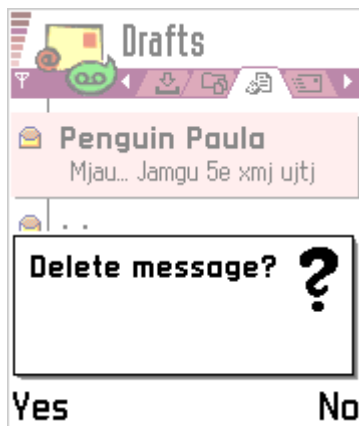 Drafts
Penguin Paula
Mjau... Jamgu 5e xmj ujtj
. .
Delete message?
?
Yes
No